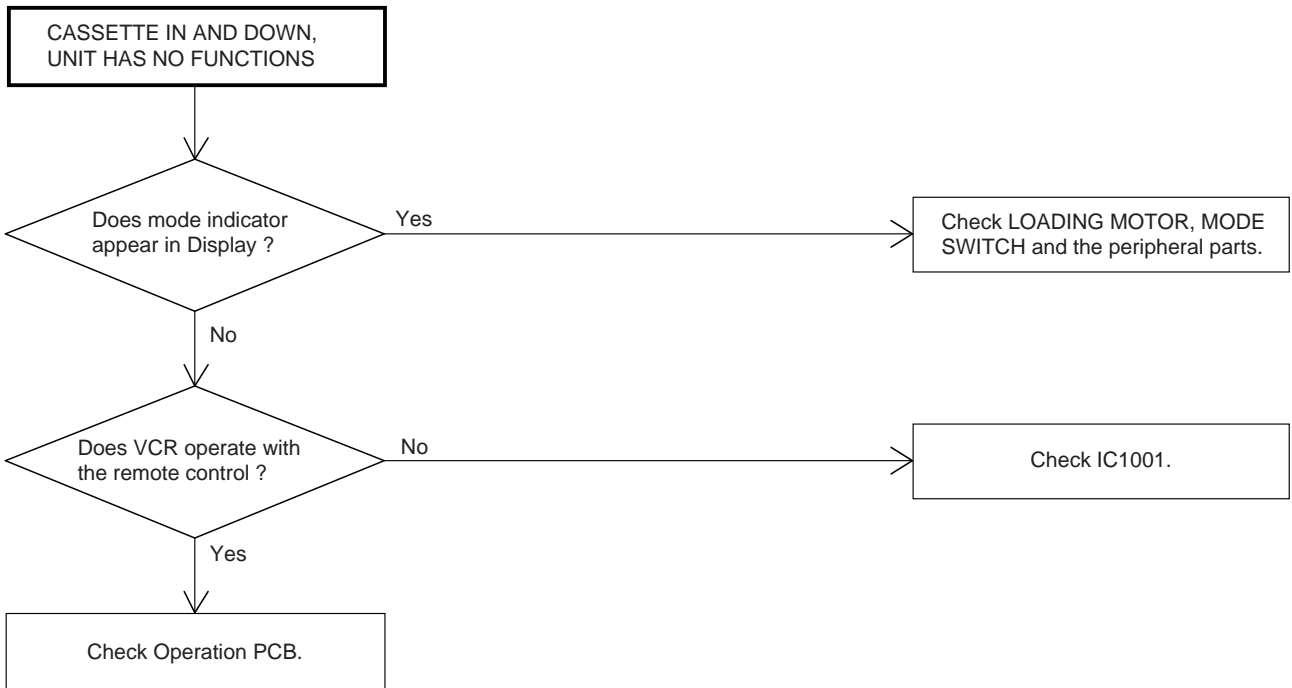 CASSETTE IN AND DOWN,
UNIT HAS NO FUNCTIONS
Does mode indicator
appear in Display ?
Yes
Check LOADING MOTOR, MODE
SWITCH and the peripheral parts.
No
Does VCR operate with
the remote control ?
No
Check IC1001.
Yes
Check Operation PCB.